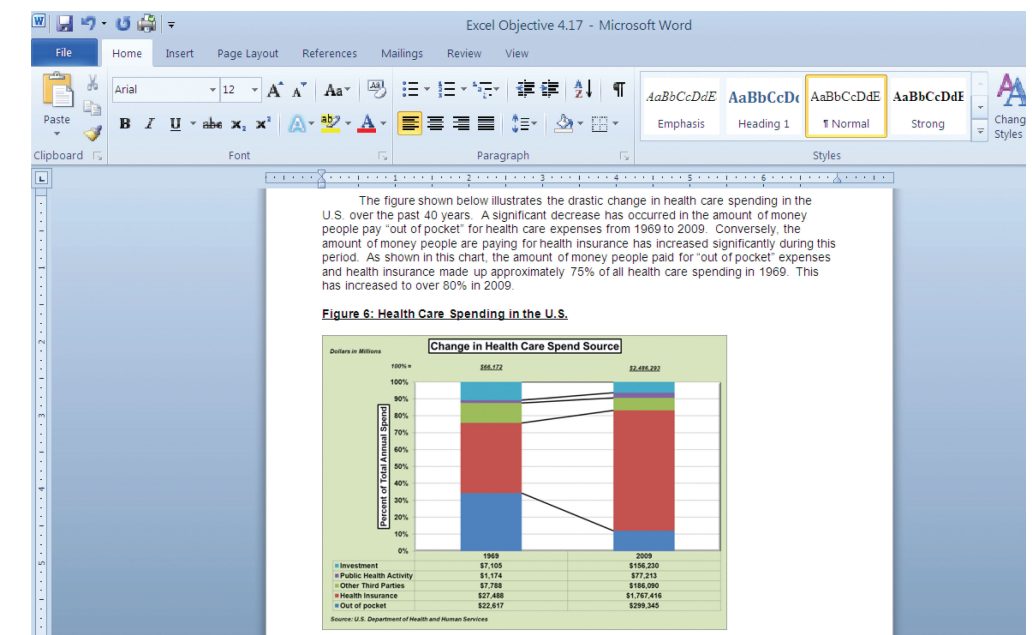 Excel Objective 4.17 - Microsoft Word
File Home Insert Page Layout References Mailings Review View
Paste
Arial 12
AaBbCcDdE AaBbCcDc AaBbCcDdE AaBbCcDdE
Emphasis Heading 1 ¶ Normal Strong
Chang
Styles
Clipboard Font Paragraph Styles
The figure shown below illustrates the drastic change in health care spending in the
U.S. over the past 40 years. A significant decrease has occurred in the amount of money
people pay “out of pocket” for health care expenses from 1969 to 2009. Conversely, the
amount of money people are paying for health insurance has increased significantly during this
period. As shown in this chart, the amount of money people paid for “out of pocket” expenses
and health insurance made up approximately 75% of all health care spending in 1969. This
has increased to over 80% in 2009.
Figure 6: Health Care Spending in the U.S.
Dollars in Millions
Change in Health Care Spend Source
100% = $66,172 $2,486,293
Percent of Total Annual Spend
100%
90%
80%
70%
60%
50%
40%
30%
20%
10%
0%
1969 2009
Investment $7,105 $156,230
Public Health Activity $1,174 $77,213
Other Third Parties $7,788 $186,090
Health Insurance $27,488 $1,767,416
Out of pocket $22,617 $299,345
Source: U.S. Department of Health and Human Services